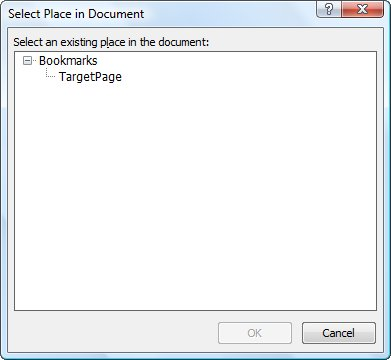 Select Place in Document
Select an existing place in the document:
Bookmarks
TargetPage
OK
Cancel